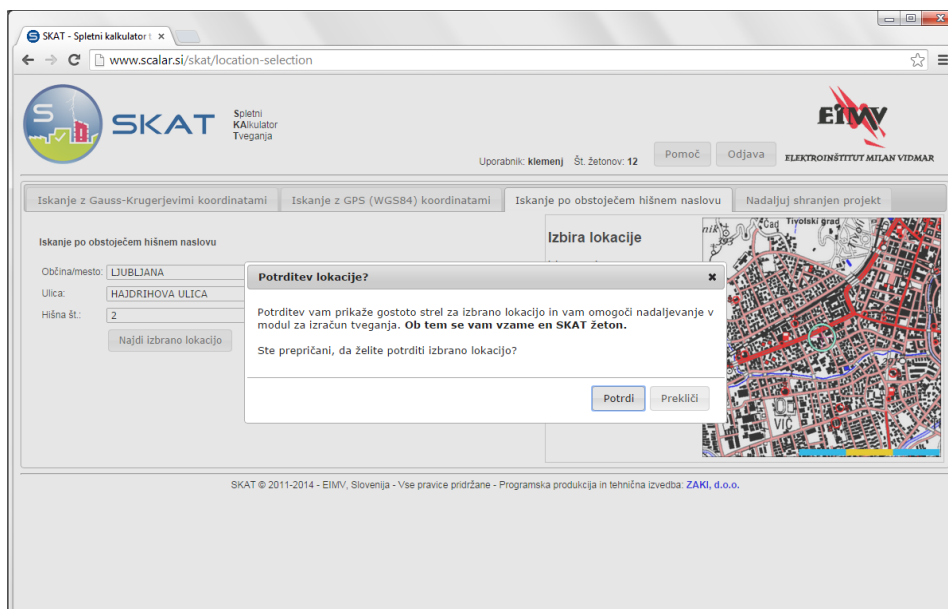 SKAT - Spletni kalkulator t
www.scalar.si/skat/location-selection
S
SKAT
Spletni
KAlkulator
Tveganja
EIMV
ELEKTROINŠTITUT MILAN VIDMAR
Uporabnik: klemenj Št. žetonov: 12
Pomoč
Odjava
Iskanje z Gauss-Krugerjevimi koordinatami
Iskanje z GPS (WGS84) koordinatami
Iskanje po obstoječem hišnem naslovu
Nadaljuj shranjen projekt
Iskanje po obstoječem hišnem naslovu
Občina/mesto: LJUBLJANA
Ulica: HAJDRIHOVA ULICA
Hišna št.: 2
Najdi izbrano lokacijo
Izbira lokacije
Potrditev lokacije?
Potrditev vam prikaže gostoto strel za izbrano lokacijo in vam omogoči nadaljevanje v
modul za izračun tveganja. Ob tem se vam vzame en SKAT žeton.
Ste prepričani, da želite potrditi izbrano lokacijo?
Potrdi
Prekliči
Čad
Tivolski grad
nik
393
Tivoli
VIČ
SKAT © 2011-2014 - EIMV, Slovenija - Vse pravice pridržane - Programska produkcija in tehnična izvedba: ZAKI, d.o.o.